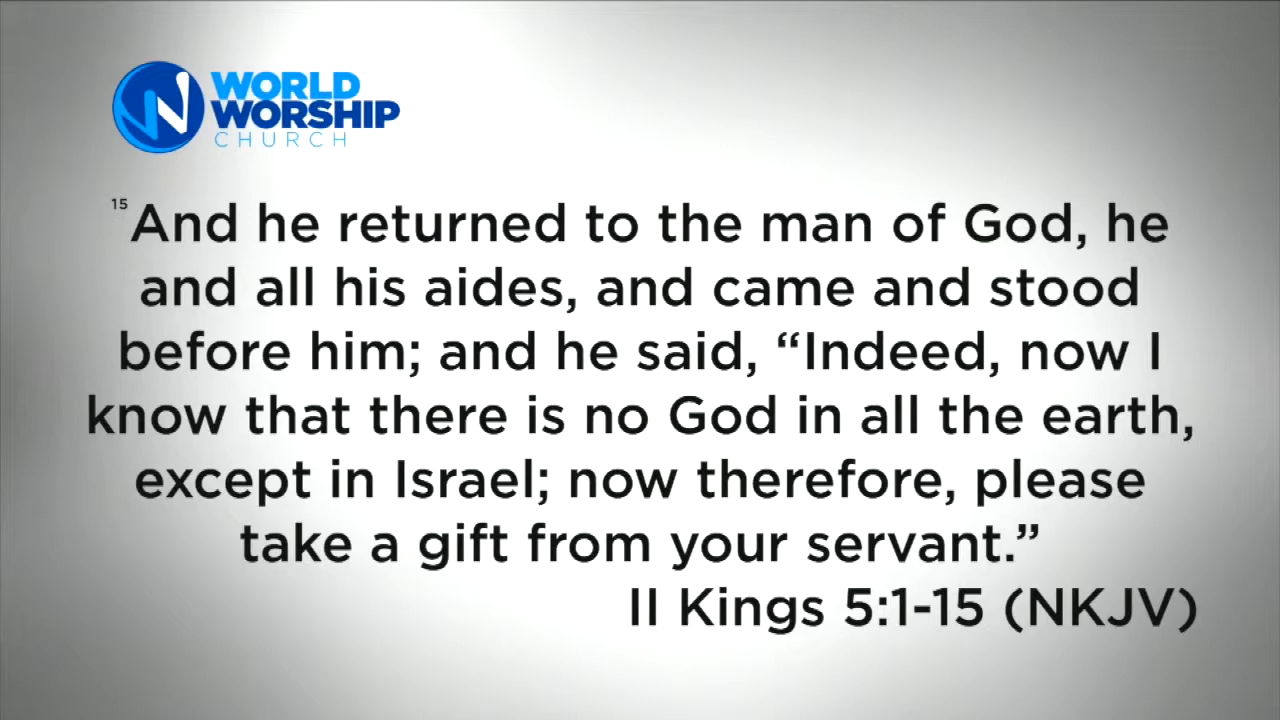 WORLD
WORSHIP
CHURCH
15 And he returned to the man of God, he
and all his aides, and came and stood
before him; and he said, “Indeed, now I
know that there is no God in all the earth,
except in Israel; now therefore, please
take a gift from your servant.”
II Kings 5:1-15 (NKJV)